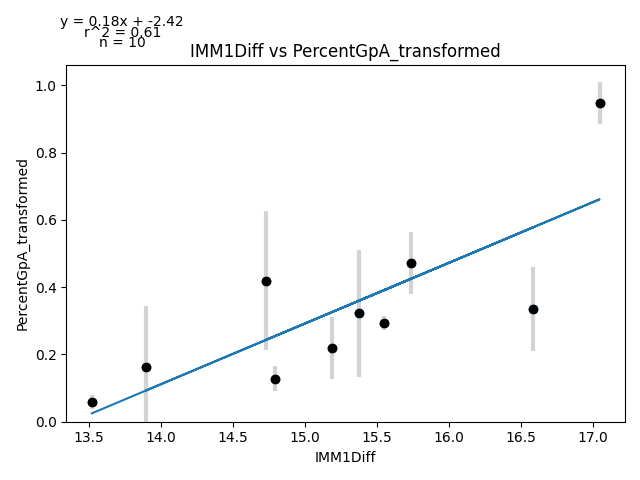 y = 0.18x + -2.42
r^2 = 0.61
n = 10
IMM1Diff vs PercentGpA_transformed
PercentGpA_transformed
1.0
0.8
0.6
0.4
0.2
0.0
13.5 14.0 14.5 15.0 15.5 16.0 16.5 17.0
IMM1Diff